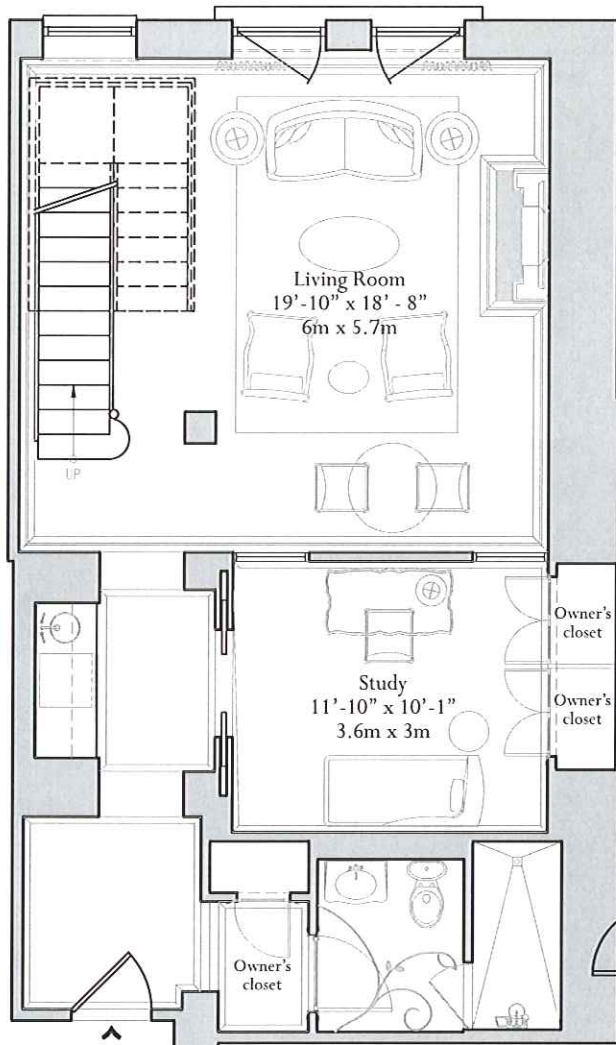 Living Room
19'-10" x 18' - 8"
6m x 5.7m
UP
Owner's
closet
Study
11'-10" x 10'-1"
3.6m x 3m
Owner's
closet
Owner's
closet